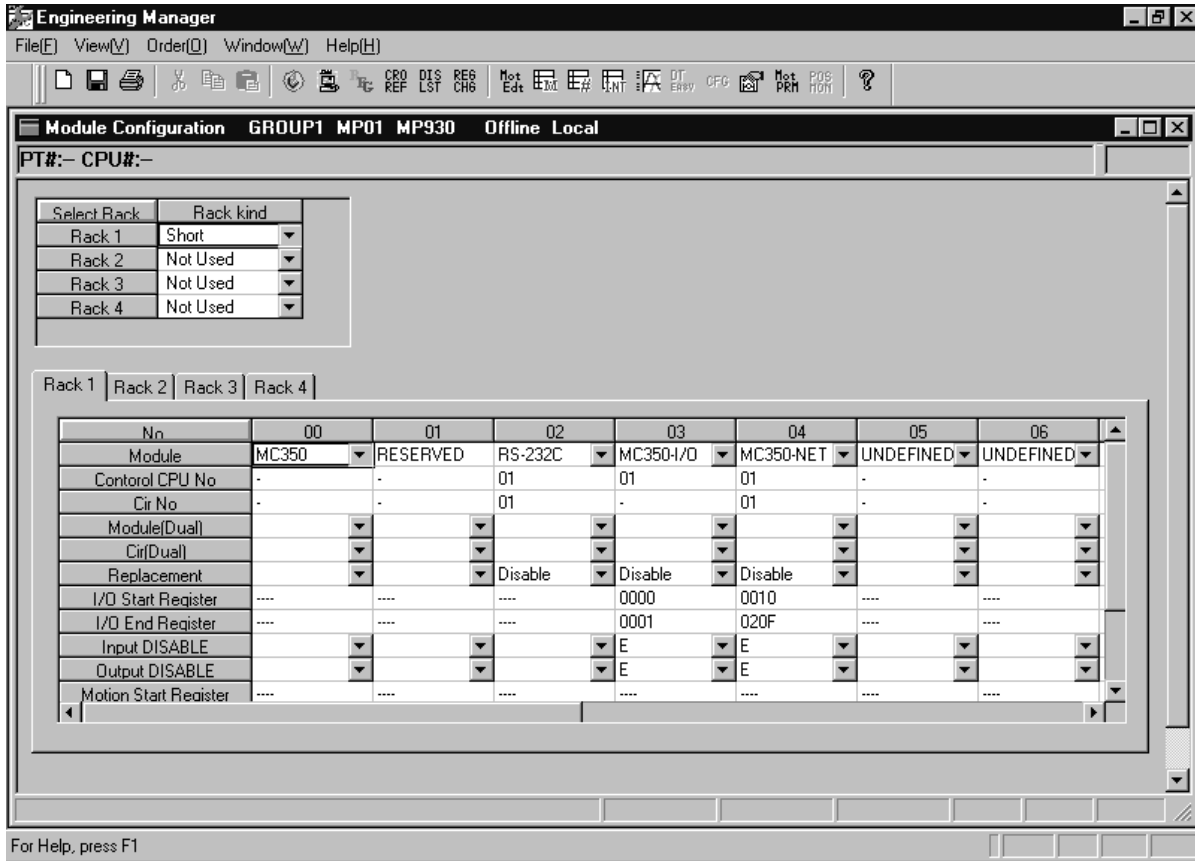 Engineering Manager
File(F) View(V) Order(O) Window(W) Help(H)
CRO REF DIS LST REG CHG Mot Edt M # INT DT Easy CFG Mot PRM POS MON ?
Module Configuration GROUP1 MP01 MP930 Offline Local
PT#:– CPU#:–
Select Rack Rack kind
Rack 1 Short
Rack 2 Not Used
Rack 3 Not Used
Rack 4 Not Used
Rack 1 Rack 2 Rack 3 Rack 4
No 00 01 02 03 04 05 06
Module MC350 RESERVED RS-232C MC350-I/O MC350-NET UNDEFINED UNDEFINED
Contorol CPU No - - 01 01 01 - -
Cir No - - 01 - 01 - -
Module(Dual)
Cir(Dual)
Replacement Disable Disable Disable
I/O Start Register ---- ---- ---- 0000 0010 ---- ----
I/O End Register ---- ---- ---- 0001 020F ---- ----
Input DISABLE E E
Output DISABLE E E
Motion Start Register ---- ---- ---- ---- ---- ---- ----
For Help, press F1